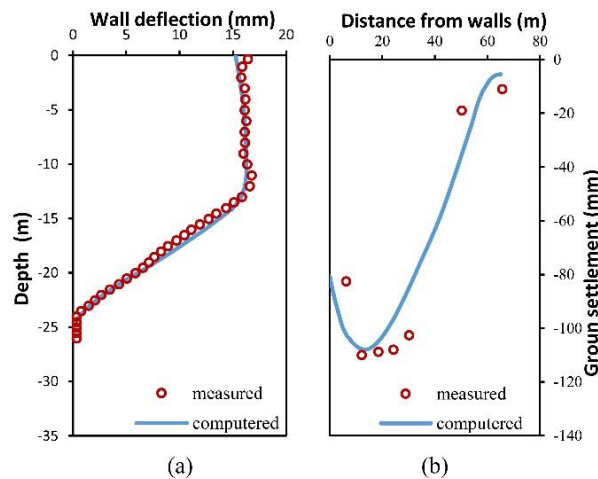 Wall deflection (mm)
0 5 10 15 20
0
-5
-10
-15
-20
-25
-30
-35
Depth (m)
measured
computered
(a)
Distance from walls (m)
0 20 40 60 80
0
-20
-40
-60
-80
-100
-120
-140
Groun settlement (mm)
measured
computered
(b)